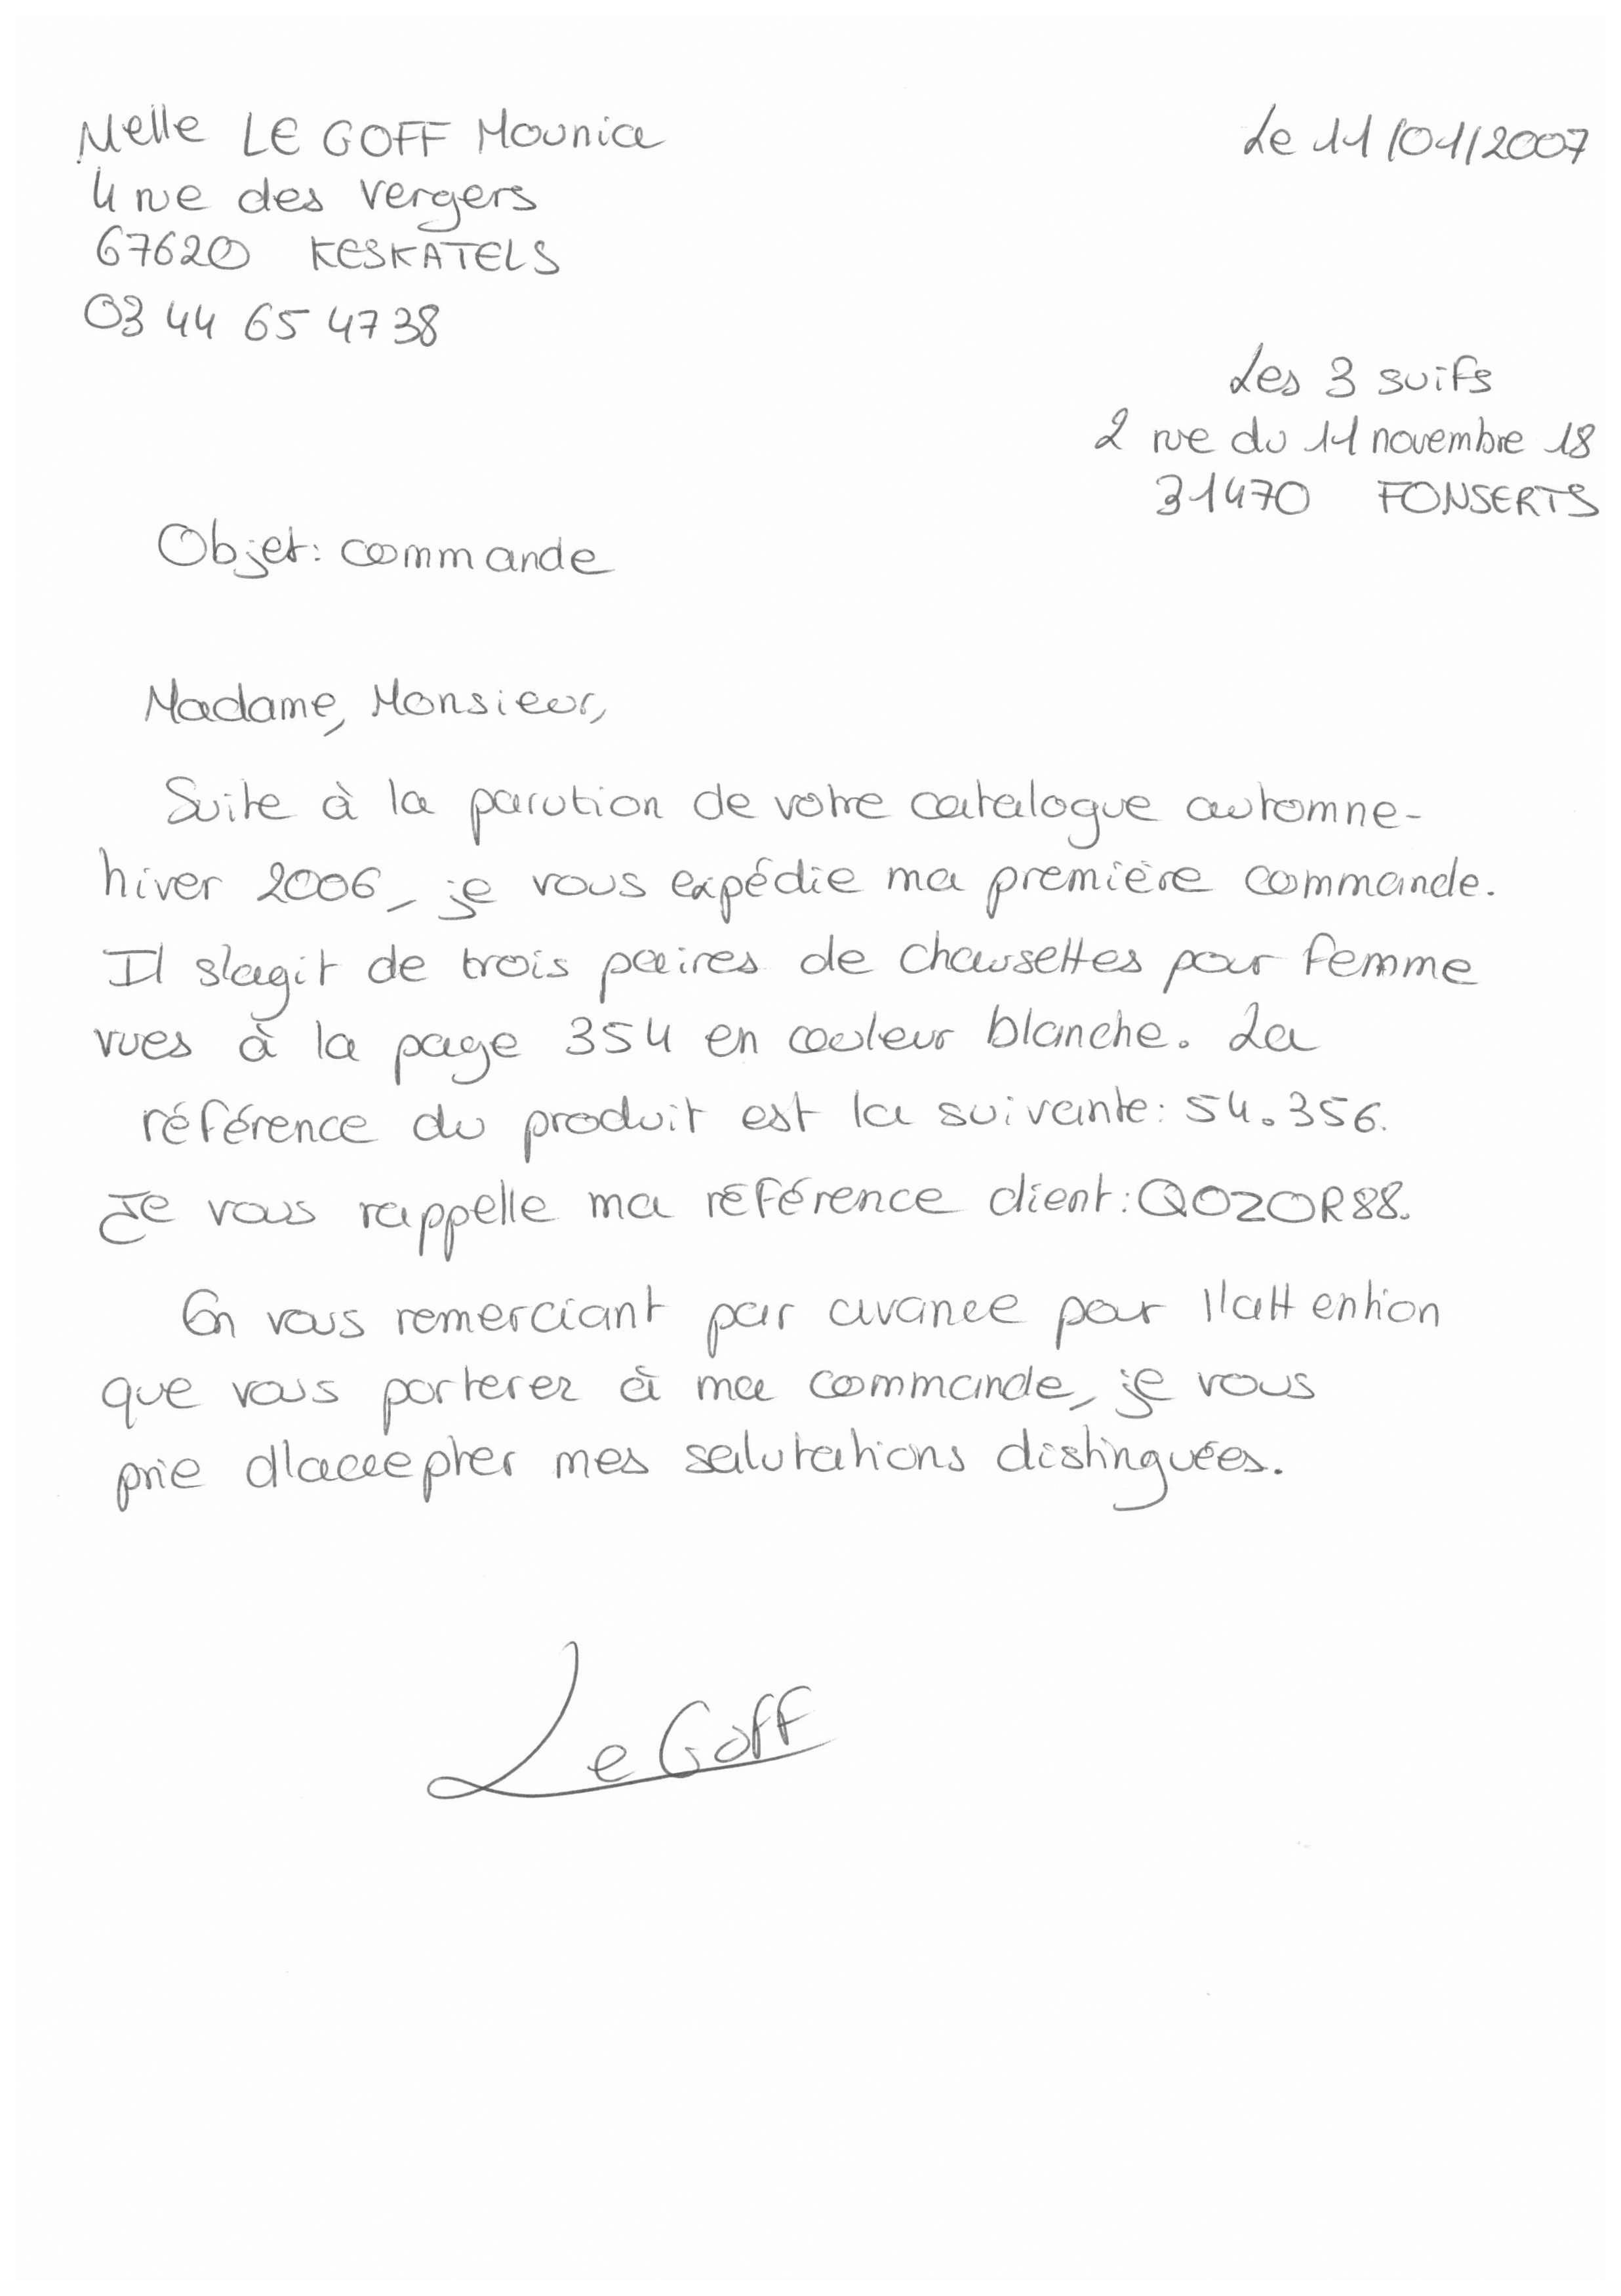 Melle LE GOFF Mounia
Le 11/01/2007
4 rue des vergers
67620 KESKATELS
03 44 65 47 38
Les 3 suifs
2 rue du 11 novembre 18
31470 FONSERTS
Objet: commande
Madame, Monsieur,
Suite à la parution de votre catalogue automne-
hiver 2006, je vous expédie ma première commande.
Il s'agit de trois paires de chaussettes pour femme
vues à la page 354 en couleur blanche. La
référence du produit est la suivante: 54.356.
Je vous rappelle ma référence client: QOZOR88.
En vous remerciant par avance pour l'attention
que vous porterez à ma commande, je vous
prie d'accepter mes salutations distinguées.
Le Goff